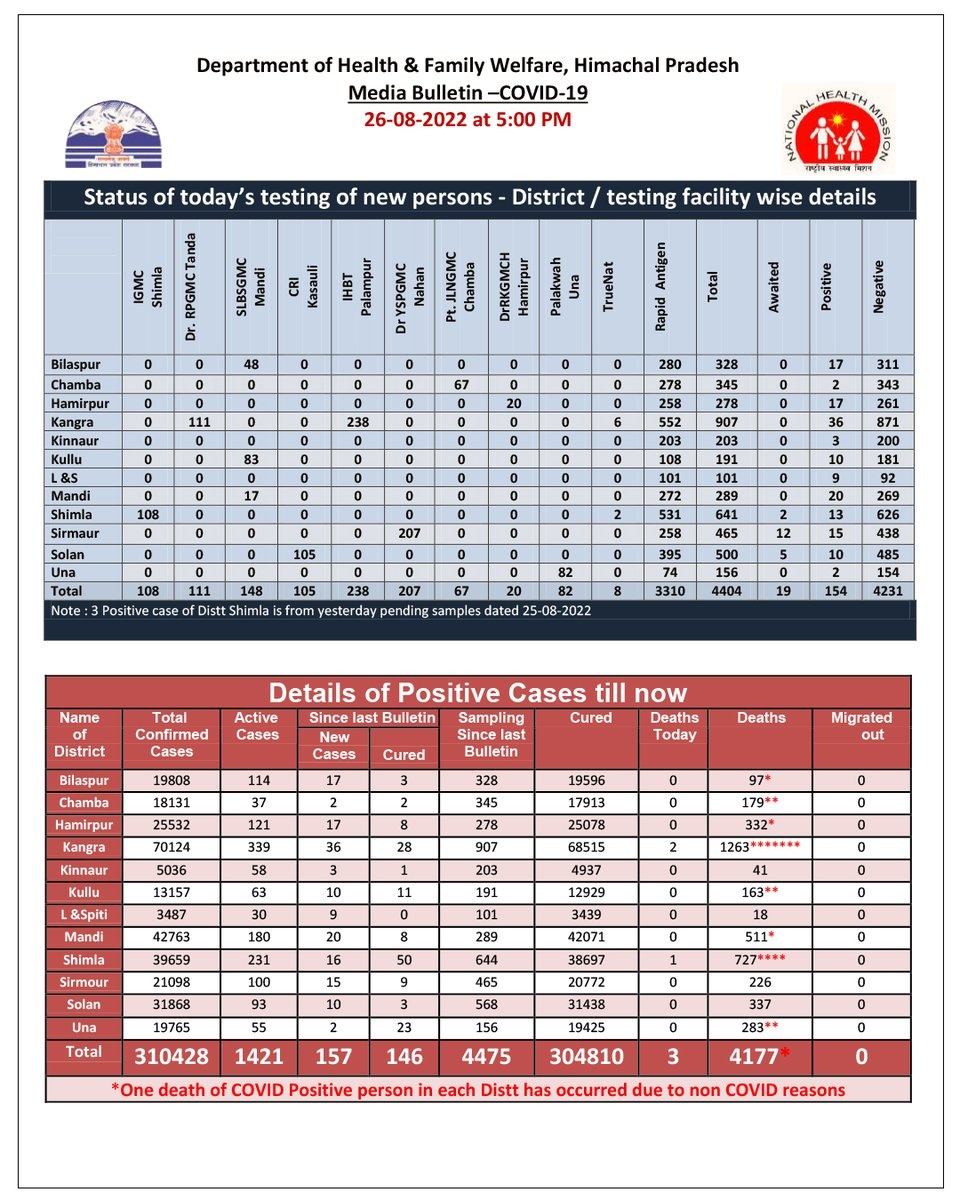 Department of Health & Family Welfare, Himachal Pradesh
Media Bulletin –COVID-19
26-08-2022 at 5:00 PM
NATIONAL HEALTH MISSION
राष्ट्रीय स्वास्थ्य मिशन
Status of today’s testing of new persons - District / testing facility wise details
IGMC Shimla Dr. RPGMC Tanda SLBSGMC Mandi CRI Kasauli IHBT Palampur Dr YSPGMC Nahan Pt. JLNGMC Chamba DrRKGMCH Hamirpur Palakwah Una TrueNat Rapid Antigen Total Awaited Positive Negative
Bilaspur 0 0 48 0 0 0 0 0 0 0 280 328 0 17 311
Chamba 0 0 0 0 0 0 67 0 0 0 278 345 0 2 343
Hamirpur 0 0 0 0 0 0 0 20 0 0 258 278 0 17 261
Kangra 0 111 0 0 238 0 0 0 0 6 552 907 0 36 871
Kinnaur 0 0 0 0 0 0 0 0 0 0 203 203 0 3 200
Kullu 0 0 83 0 0 0 0 0 0 0 108 191 0 10 181
L &S 0 0 0 0 0 0 0 0 0 0 101 101 0 9 92
Mandi 0 0 17 0 0 0 0 0 0 0 272 289 0 20 269
Shimla 108 0 0 0 0 0 0 0 0 2 531 641 2 13 626
Sirmaur 0 0 0 0 0 207 0 0 0 0 258 465 12 15 438
Solan 0 0 0 105 0 0 0 0 0 0 395 500 5 10 485
Una 0 0 0 0 0 0 0 0 82 0 74 156 0 2 154
Total 108 111 148 105 238 207 67 20 82 8 3310 4404 19 154 4231
Note : 3 Positive case of Distt Shimla is from yesterday pending samples dated 25-08-2022
Details of Positive Cases till now
Name of District Total Confirmed Cases Active Cases Since last Bulletin New Cases Cured Sampling Since last Bulletin Cured Deaths Today Deaths Migrated out
Bilaspur 19808 114 17 3 328 19596 0 97* 0
Chamba 18131 37 2 2 345 17913 0 179** 0
Hamirpur 25532 121 17 8 278 25078 0 332* 0
Kangra 70124 339 36 28 907 68515 2 1263******* 0
Kinnaur 5036 58 3 1 203 4937 0 41 0
Kullu 13157 63 10 11 191 12929 0 163** 0
L &Spiti 3487 30 9 0 101 3439 0 18 0
Mandi 42763 180 20 8 289 42071 0 511* 0
Shimla 39659 231 16 50 644 38697 1 727**** 0
Sirmour 21098 100 15 9 465 20772 0 226 0
Solan 31868 93 10 3 568 31438 0 337 0
Una 19765 55 2 23 156 19425 0 283** 0
Total 310428 1421 157 146 4475 304810 3 4177* 0
*One death of COVID Positive person in each Distt has occurred due to non COVID reasons